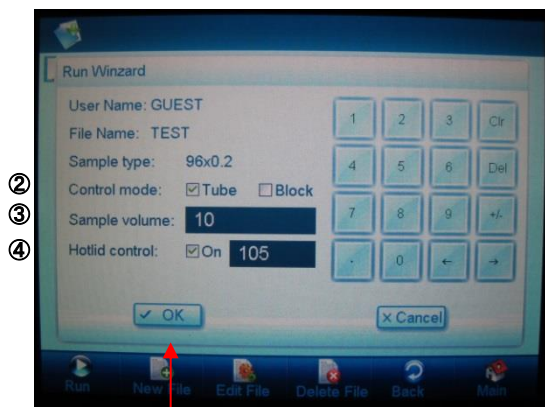 Run Winzard
User Name: GUEST
File Name: TEST
Sample type: 96x0.2
② Control mode: Tube Block
③ Sample volume: 10
④ Hotlid control: On 105
1 2 3 Clr
4 5 6 Del
7 8 9 +/-
. 0 ← →
OK
Cancel
Run New File Edit File Delete File Back Main